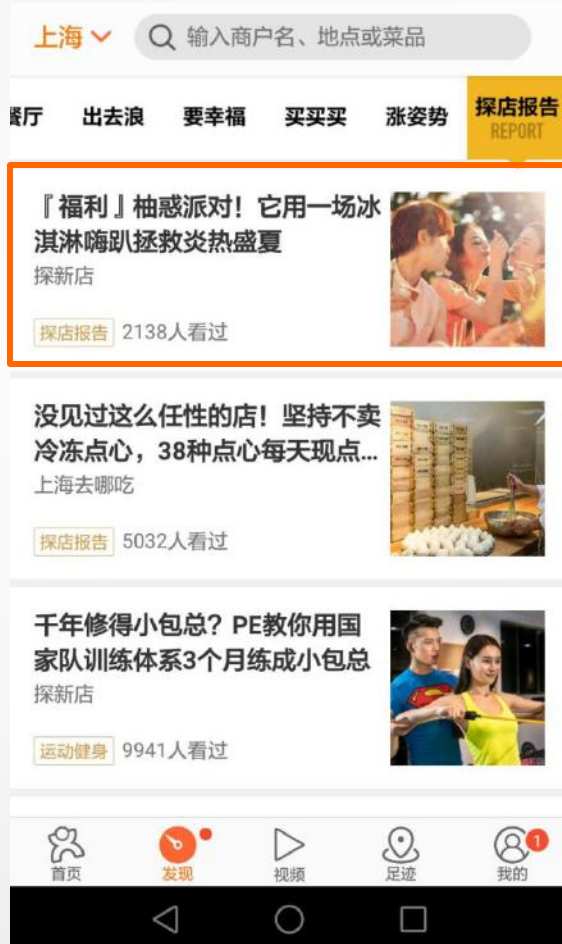 上海
输入商户名、地点或菜品
餐厅 出去浪 要幸福 买买买 涨姿势 探店报告
REPORT
『福利』柚惑派对！它用一场冰
淇淋嗨趴拯救炎热盛夏
探新店
探店报告 2138人看过
没见过这么任性的店！坚持不卖
冷冻点心，38种点心每天现点...
上海去哪吃
探店报告 5032人看过
千年修得小包总？PE教你用国
家队训练体系3个月练成小包总
探新店
运动健身 9941人看过
1
首页 发现 视频 足迹 我的